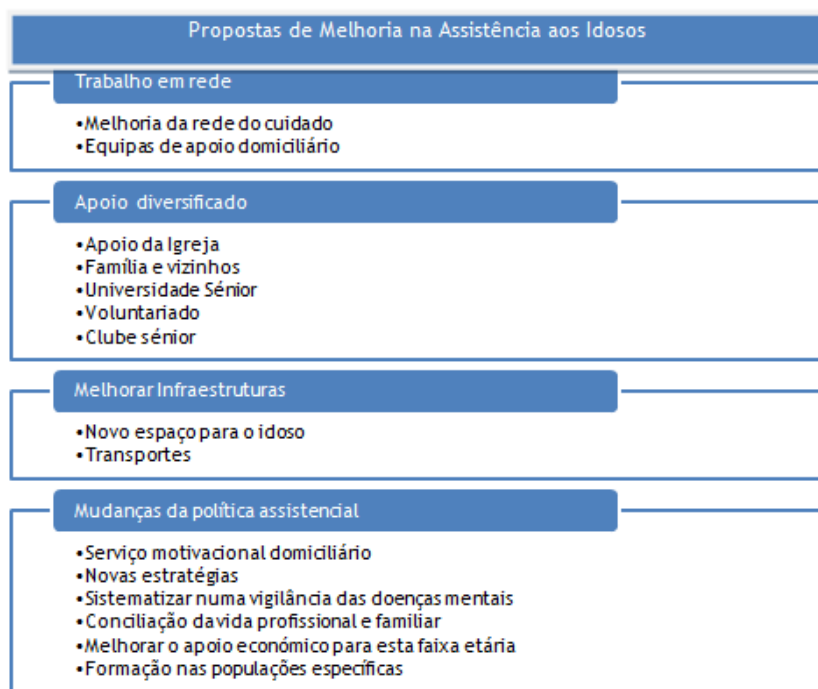 Propostas de Melhoria na Assistência aos Idosos
Trabalho em rede
•Melhoria da rede do cuidado
•Equipas de apoio domiciliário
Apoio diversificado
•Apoio da Igreja
•Família e vizinhos
•Universidade Sénior
•Voluntariado
•Clube sénior
Melhorar Infraestruturas
•Novo espaço para o idoso
•Transportes
Mudanças da política assistencial
•Serviço motivacional domiciliário
•Novas estratégias
•Sistematizar numa vigilância das doenças mentais
•Conciliação da vida profissional e familiar
•Melhorar o apoio económico para esta faixa etária
•Formação nas populações específicas